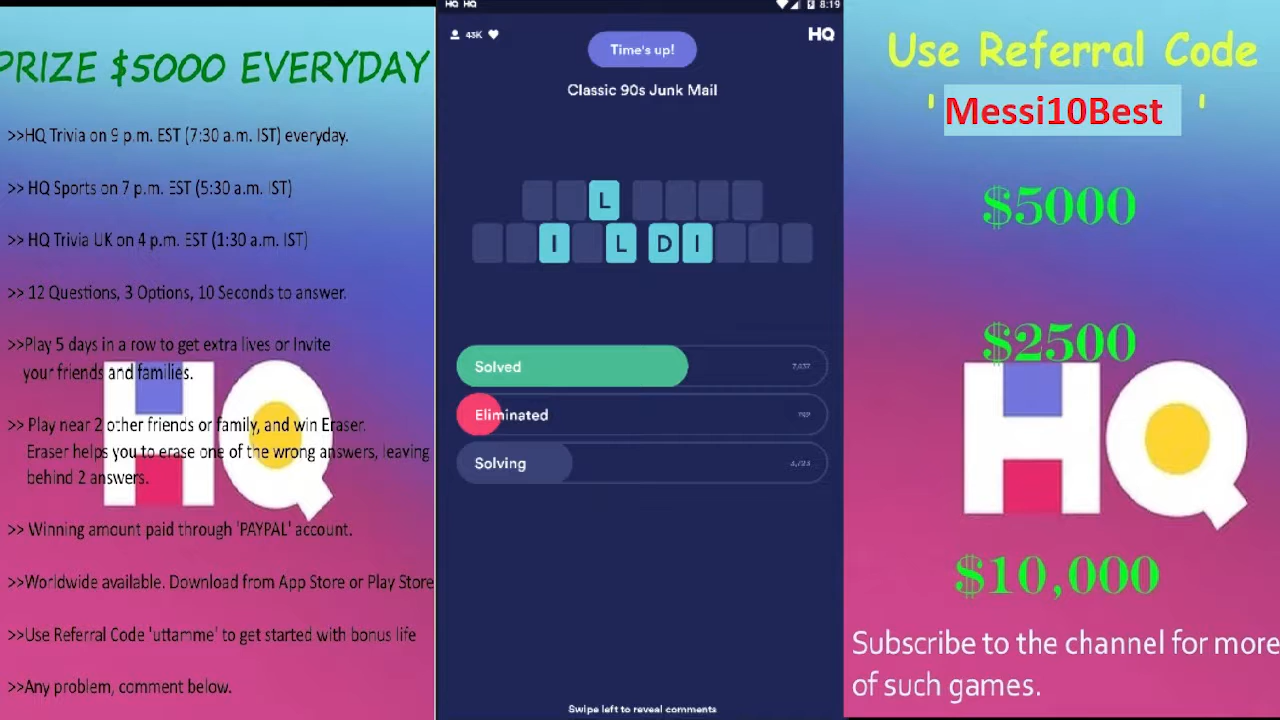 PRIZE $5000 EVERYDAY
>>HQ Trivia on 9 p.m. EST (7:30 a.m. IST) everyday.
>> HQ Sports on 7 p.m. EST (5:30 a.m. IST)
>> HQ Trivia UK on 4 p.m. EST (1:30 a.m. IST)
>> 12 Questions, 3 Options, 10 Seconds to answer.
>>Play 5 days in a row to get extra lives or Invite
your friends and families.
>> Play near 2 other friends or family, and win Eraser.
Eraser helps you to erase one of the wrong answers, leaving
behind 2 answers.
>> Winning amount paid through 'PAYPAL' account.
>>Worldwide available. Download from App Store or Play Store
>>Use Referral Code 'uttamme' to get started with bonus life
>>Any problem, comment below.
HQ
HQ HQ
8:19
43K
HQ
Time's up!
Classic 90s Junk Mail
L
I L D I
Solved
Eliminated
Solving
Swipe left to reveal comments
Use Referral Code
' Messi10Best '
$5000
$2500
HQ
$10,000
Subscribe to the channel for more
of such games.